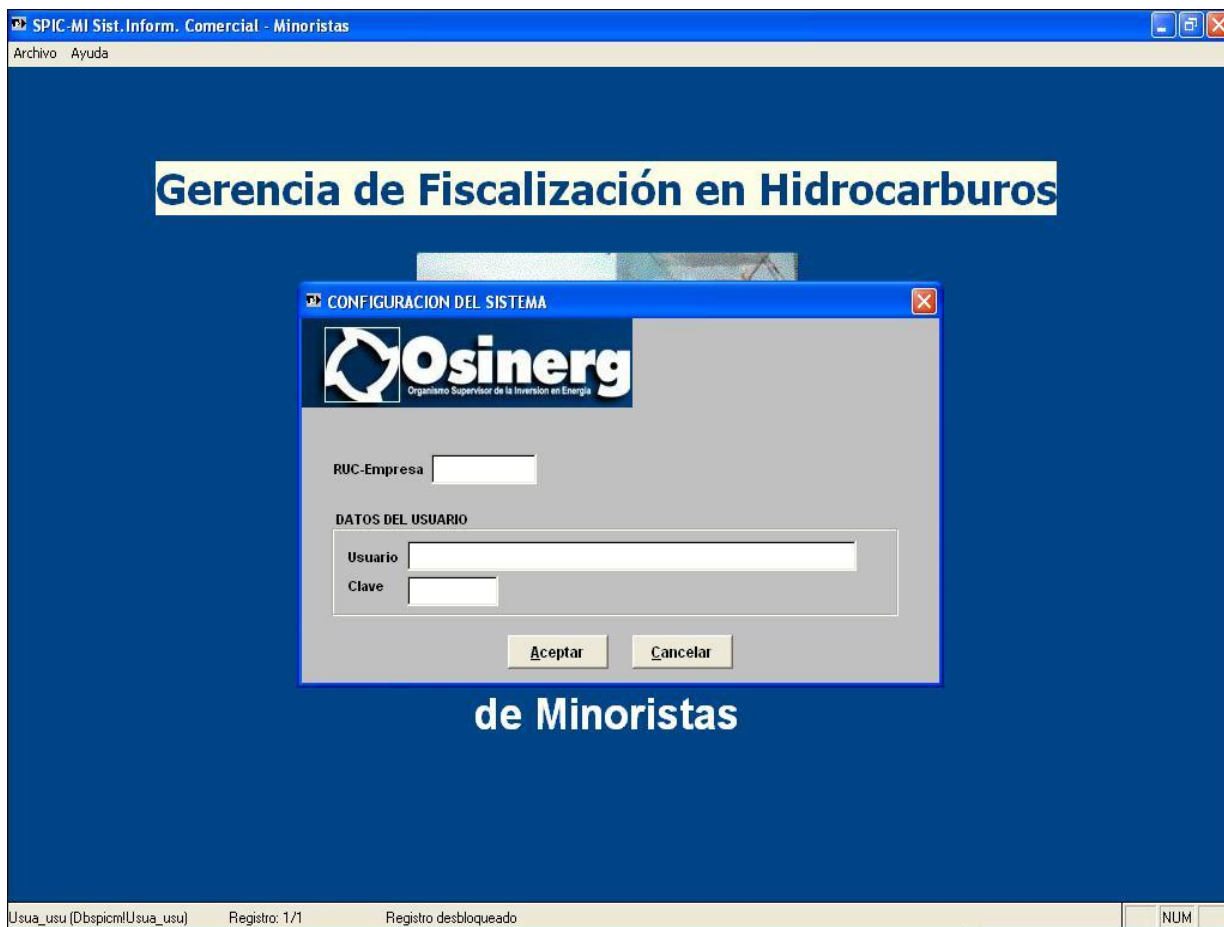 SPIC-MI Sist.Inform. Comercial - Minoristas
Archivo Ayuda
Gerencia de Fiscalización en Hidrocarburos
CONFIGURACION DEL SISTEMA
Osinerg
Organismo Supervisor de la Inversion en Energía
RUC-Empresa
DATOS DEL USUARIO
Usuario
Clave
Aceptar Cancelar
de Minoristas
Usua_usu (Dbspicm!Usua_usu) Registro: 1/1 Registro desbloqueado NUM